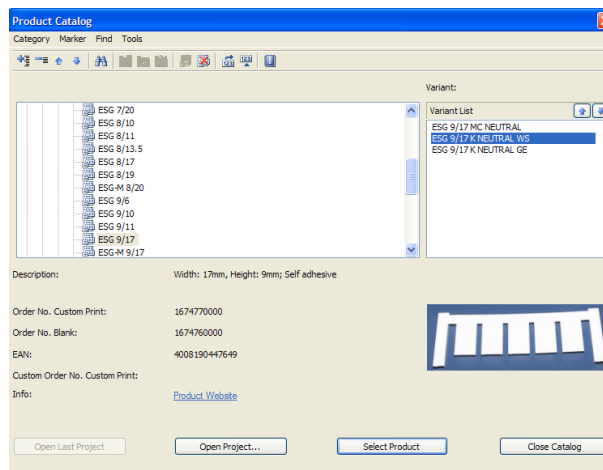 Product Catalog
Category Marker Find Tools
Variant:
ESG 7/20
ESG 8/10
ESG 8/11
ESG 8/13.5
ESG 8/17
ESG 8/19
ESG-M 8/20
ESG 9/6
ESG 9/10
ESG 9/11
ESG 9/17
ESG-M 9/17
Variant List
ESG 9/17 MC NEUTRAL
ESG 9/17 K NEUTRAL WS
ESG 9/17 K NEUTRAL GE
Description: Width: 17mm, Height: 9mm; Self adhesive
Order No. Custom Print: 1674770000
Order No. Blank: 1674760000
EAN: 4008190447649
Custom Order No. Custom Print:
Info: Product Website
Open Last Project Open Project... Select Product Close Catalog